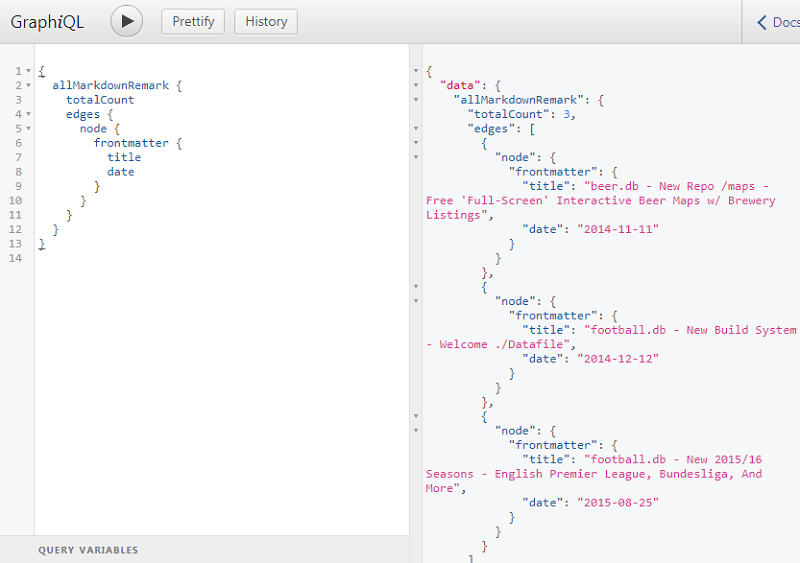 GraphiQL
Prettify
History
Docs
1 {
2 allMarkdownRemark {
3 totalCount
4 edges {
5 node {
6 frontmatter {
7 title
8 date
9 }
10 }
11 }
12 }
13 }
14
QUERY VARIABLES
{
"data": {
"allMarkdownRemark": {
"totalCount": 3,
"edges": [
{
"node": {
"frontmatter": {
"title": "beer.db - New Repo /maps -
Free 'Full-Screen' Interactive Beer Maps w/ Brewery
Listings",
"date": "2014-11-11"
}
}
},
{
"node": {
"frontmatter": {
"title": "football.db - New Build System
- Welcome ./Datafile",
"date": "2014-12-12"
}
}
},
{
"node": {
"frontmatter": {
"title": "football.db - New 2015/16
Seasons - English Premier League, Bundesliga, And
More",
"date": "2015-08-25"
}
}
}
]